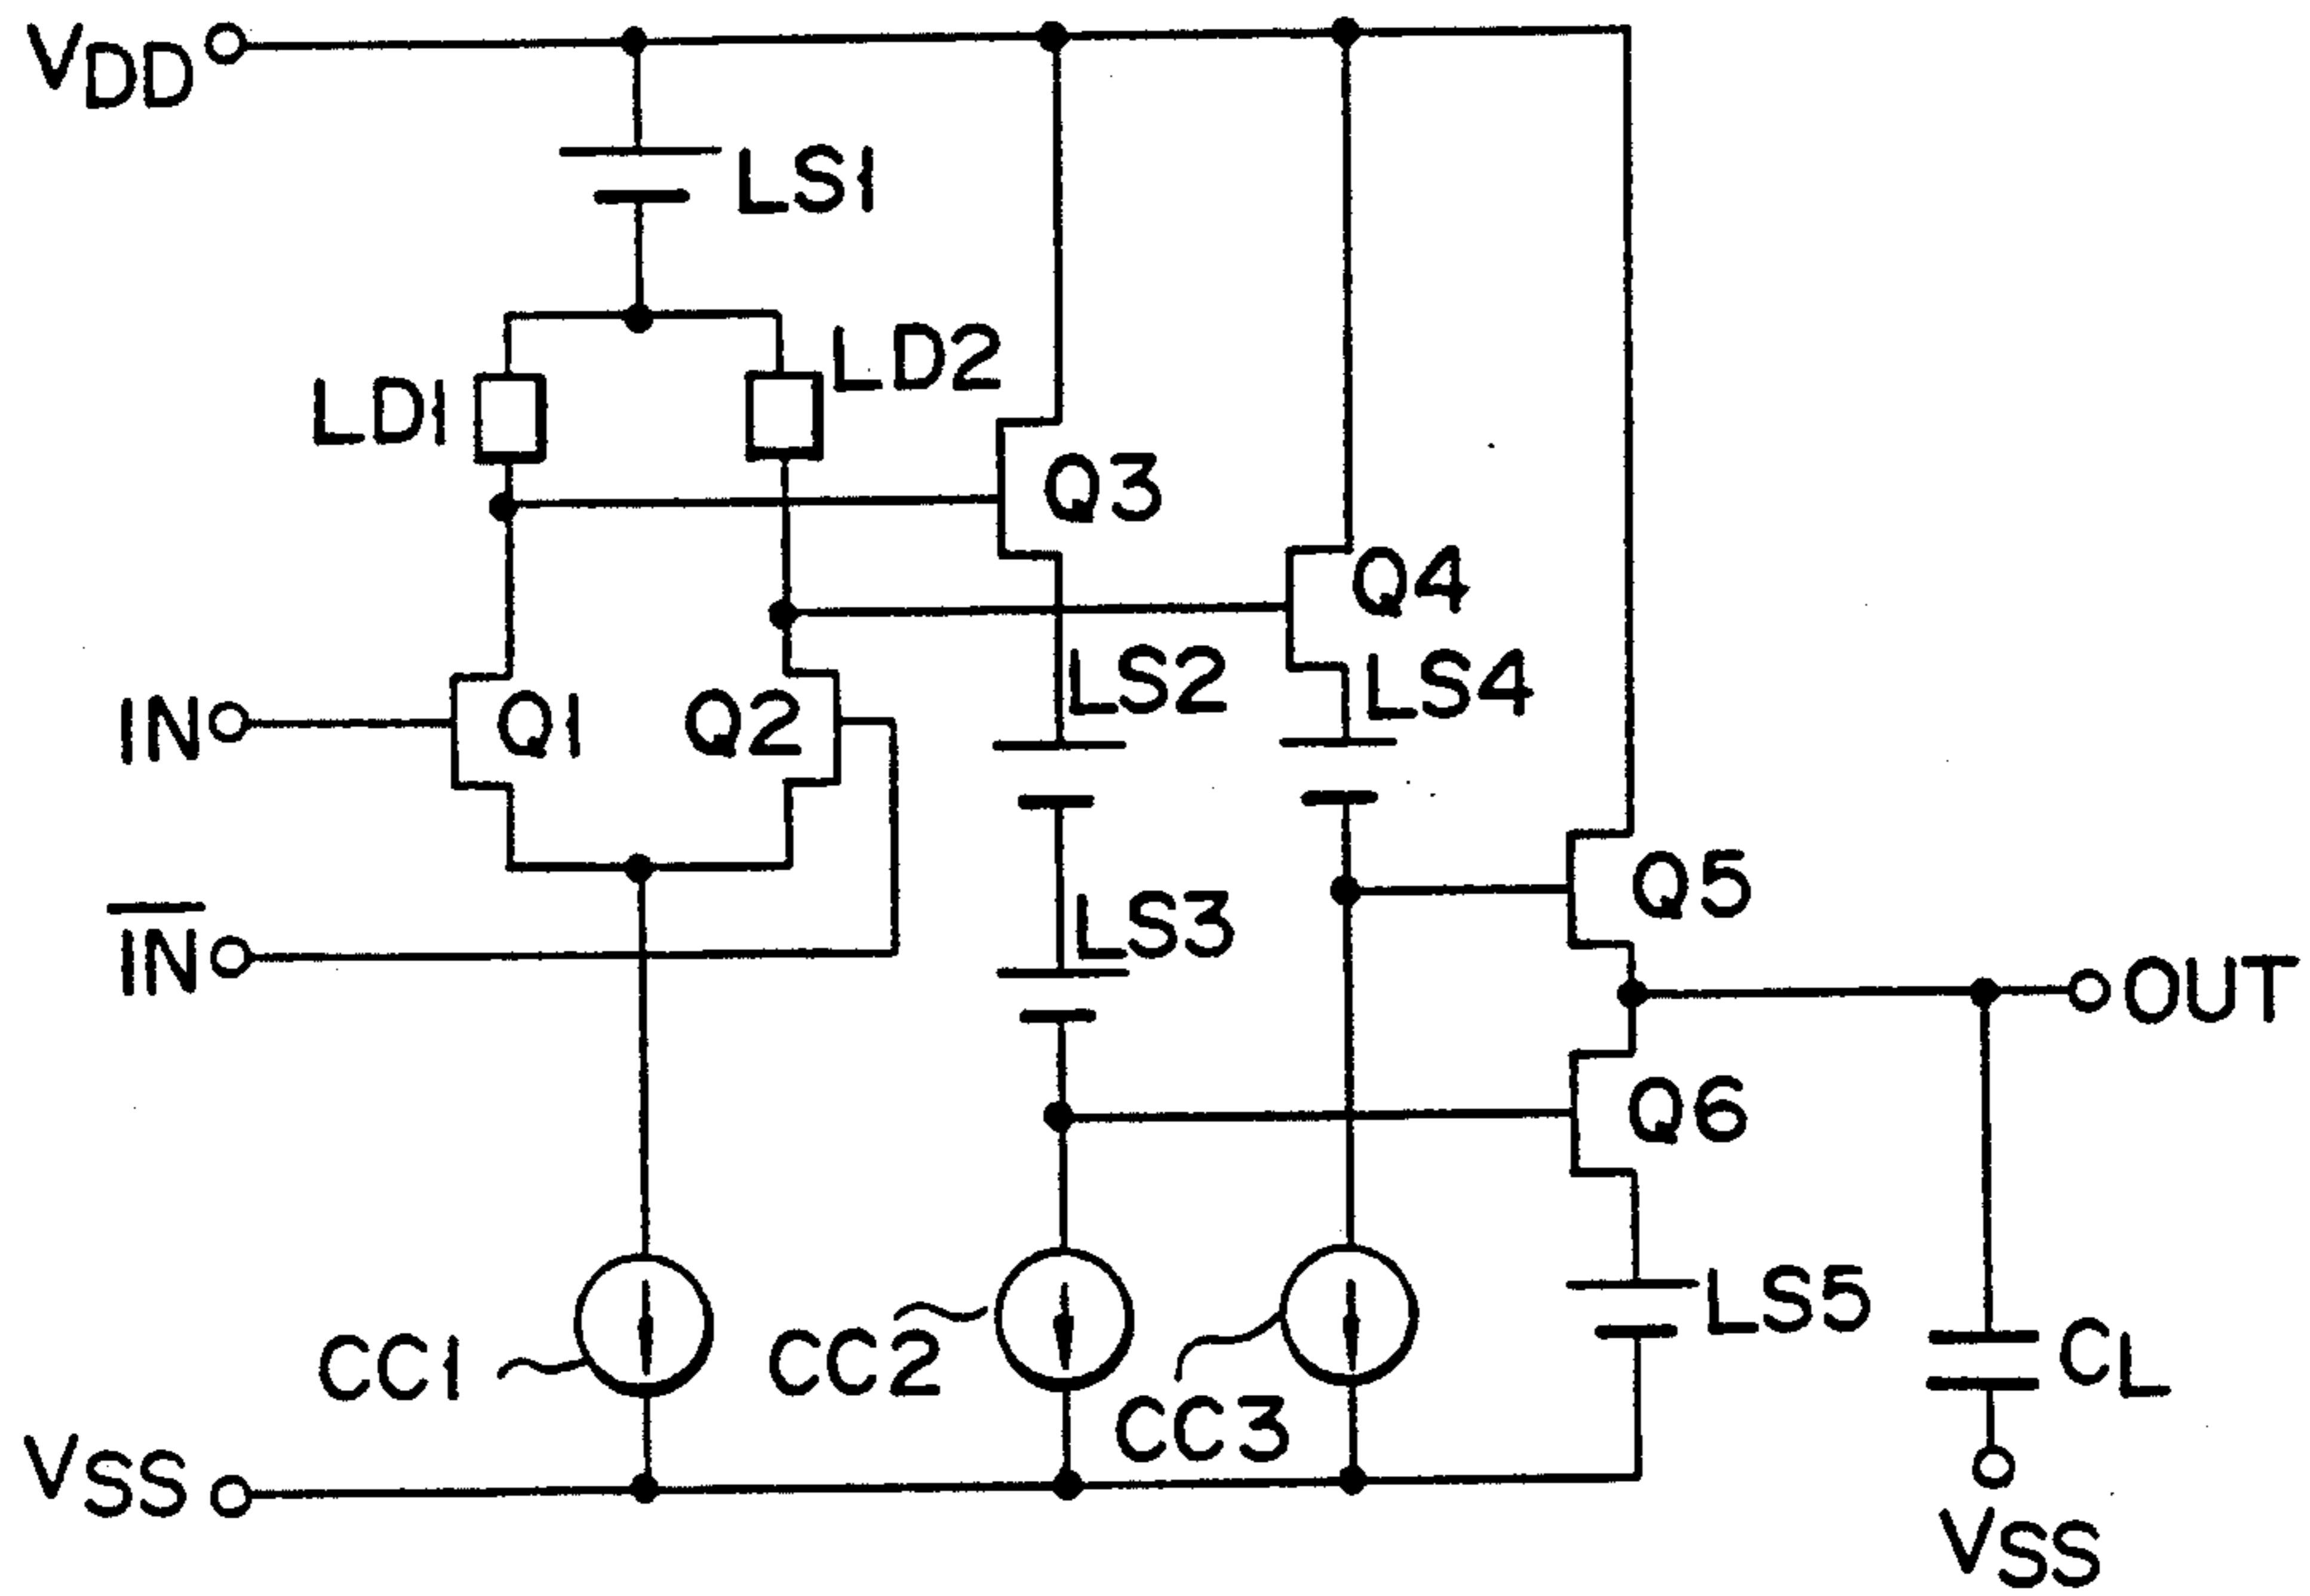 VDD
LS1
LD1
LD2
Q3
Q4
LS2
LS4
IN
Q1
Q2
Q5
LS3
I̅N̅
OUT
Q6
LS5
CC1
CC2
CC3
CL
VSS
VSS